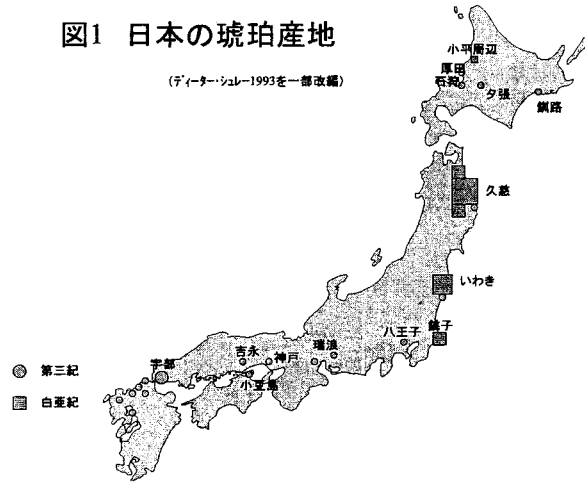 図1 日本の琥珀産地
(ディーター・シュレー1993を一部改編)
小平周辺
厚田
石狩
夕張
釧路
久慈
いわき
八王子
銚子
瑞浪
神戸
吉永
小豆島
宇部
第三紀
白亜紀